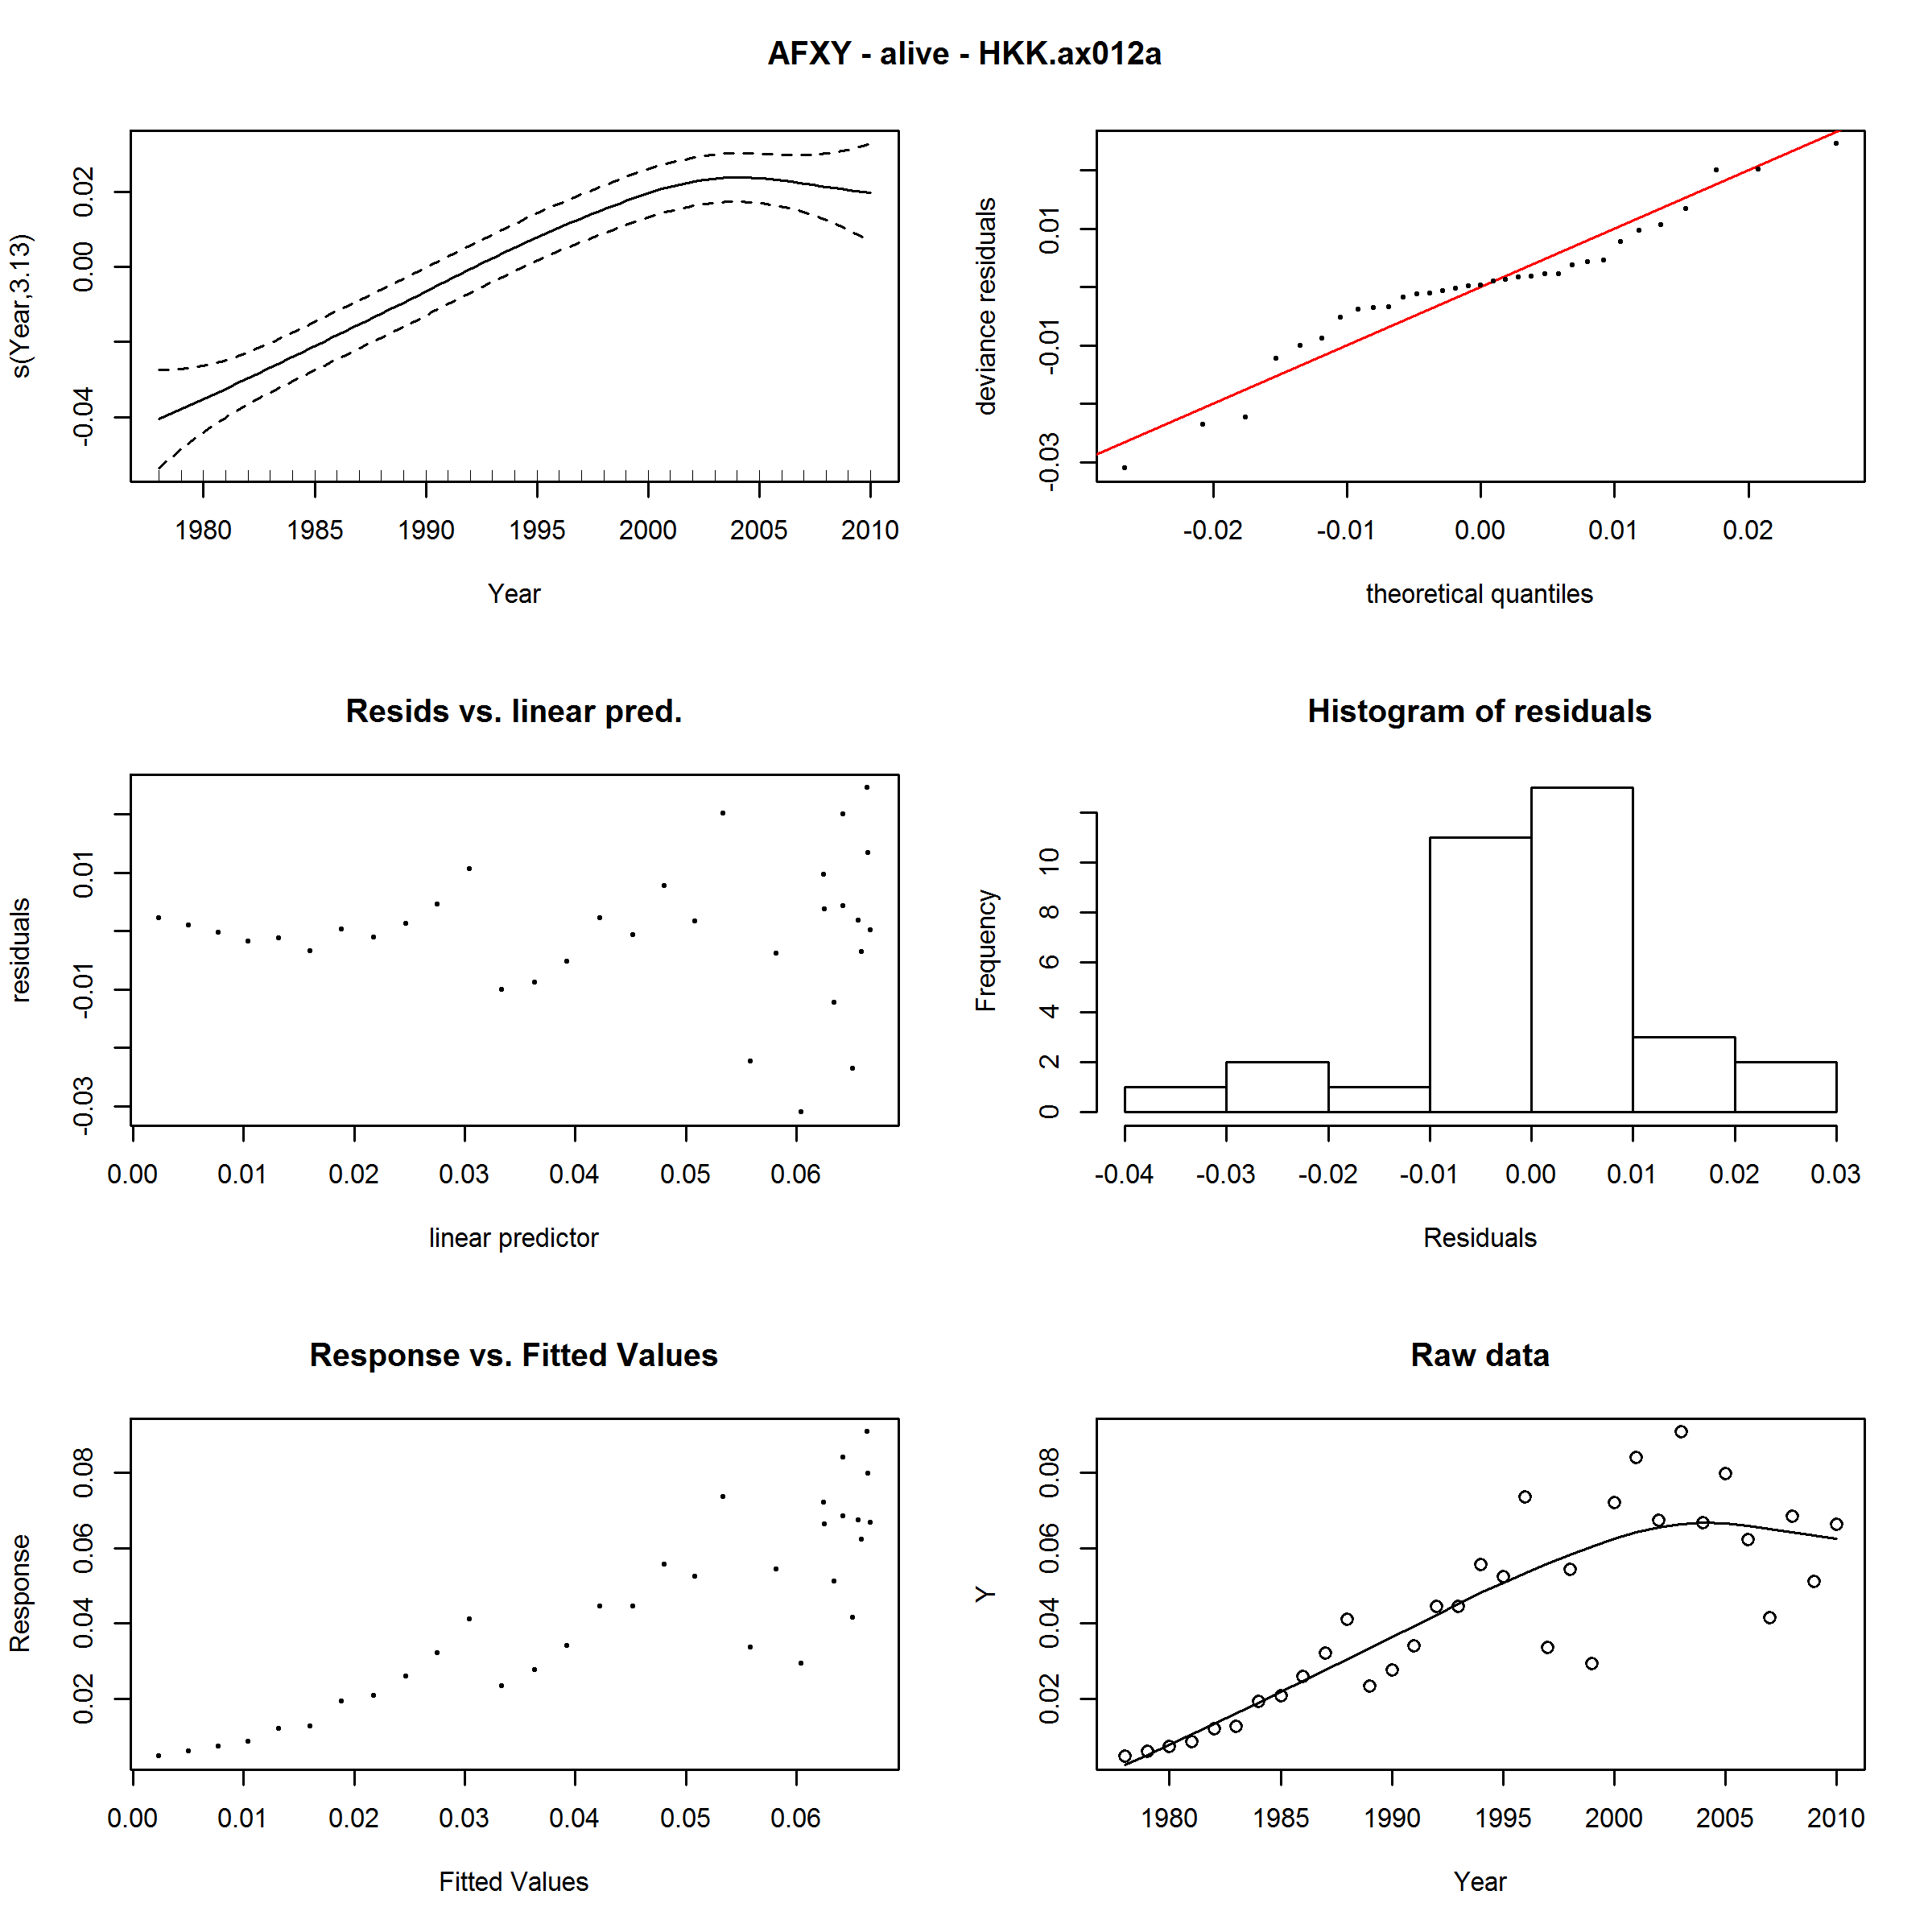 AFXY - alive - HKK.ax012a
s(Year,3.13)
-0.04 0.00 0.02
1980 1985 1990 1995 2000 2005 2010
Year
deviance residuals
-0.03 -0.01 0.01
-0.02 -0.01 0.00 0.01 0.02
theoretical quantiles
Resids vs. linear pred.
residuals
-0.03 -0.01 0.01
0.00 0.01 0.02 0.03 0.04 0.05 0.06
linear predictor
Histogram of residuals
Frequency
0 2 4 6 8 10
-0.04 -0.03 -0.02 -0.01 0.00 0.01 0.02 0.03
Residuals
Response vs. Fitted Values
Response
0.02 0.04 0.06 0.08
0.00 0.01 0.02 0.03 0.04 0.05 0.06
Fitted Values
Raw data
Y
0.02 0.04 0.06 0.08
1980 1985 1990 1995 2000 2005 2010
Year